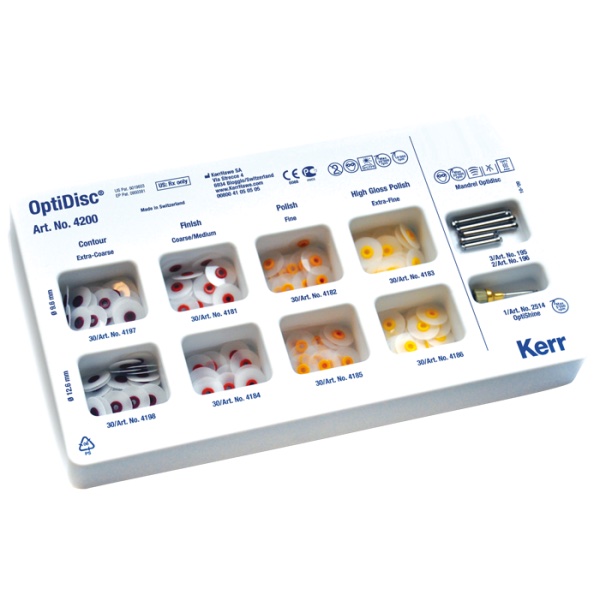 OptiDisc®
Art. No. 4200
US: Rx only
Made in Switzerland
KerrHawe SA
Via Strecce 4
6934 Bioggio/Switzerland
www.KerrHawe.com
00800 41 05 05 05
Contour
Extra-Coarse
Finish
Coarse/Medium
Polish
Fine
High Gloss Polish
Extra-Fine
Mandrel Optidisc
ø 9.6 mm
30/Art. No. 4197
30/Art. No. 4181
30/Art. No. 4182
30/Art. No. 4183
3/Art. No. 195
2/Art. No. 196
ø 12.6 mm
30/Art. No. 4198
30/Art. No. 4184
30/Art. No. 4185
30/Art. No. 4186
1/Art. No. 2514
OptiShine
Kerr
PS